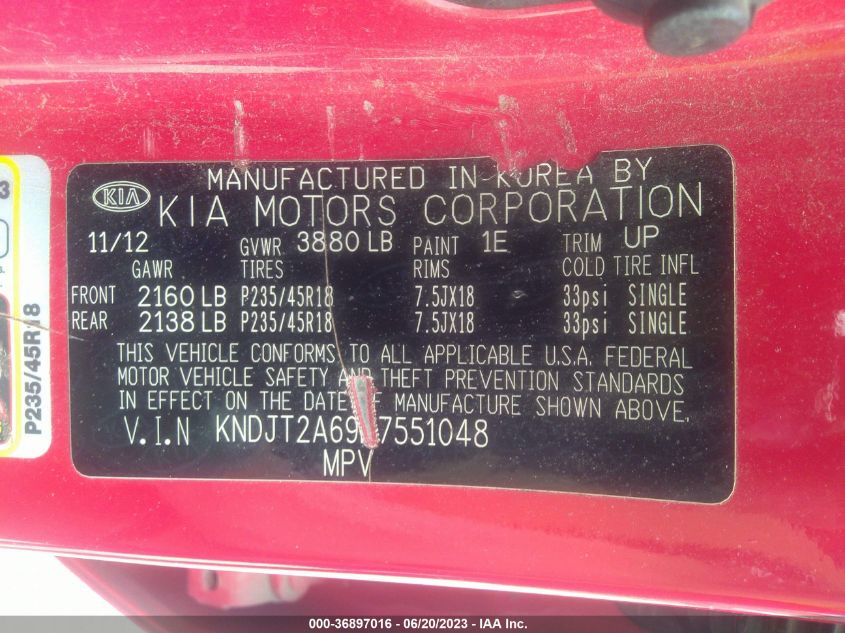 MANUFACTURED IN KOREA BY
KIA KIA MOTORS CORPORATION
11/12 GVWR 3880 LB PAINT 1E TRIM UP
GAWR TIRES RIMS COLD TIRE INFL
FRONT 2160 LB P235/45R18 7.5JX18 33psi SINGLE
REAR 2138 LB P235/45R18 7.5JX18 33psi SINGLE
THIS VEHICLE CONFORMS TO ALL APPLICABLE U.S.A. FEDERAL
MOTOR VEHICLE SAFETY AND THEFT PREVENTION STANDARDS
IN EFFECT ON THE DATE OF MANUFACTURE SHOWN ABOVE.
V.I.N KNDJT2A69 7551048
MPV
3
P235/45R18
000-36897016 - 06/20/2023 - IAA Inc.